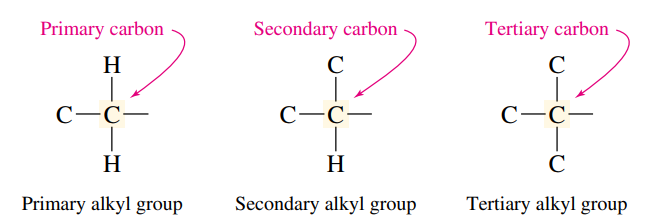 Primary carbon Secondary carbon Tertiary carbon
H C C
C—C— C—C— C—C—
H H C
Primary alkyl group Secondary alkyl group Tertiary alkyl group